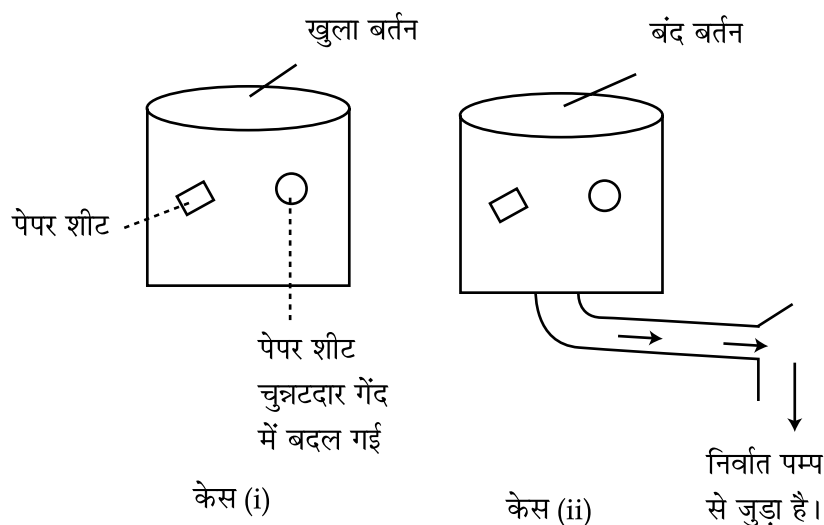 खुला बर्तन
बंद बर्तन
पेपर शीट
पेपर शीट
चुन्नटदार गेंद
में बदल गई
निर्वात पम्प
से जुड़ा है।
केस (i)
केस (ii)